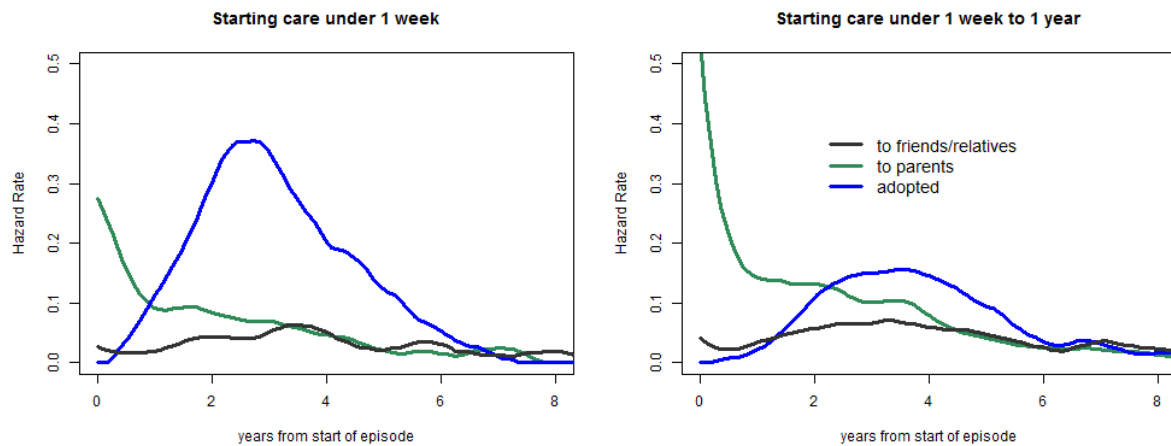 Starting care under 1 week
Hazard Rate
0.5
0.4
0.3
0.2
0.1
0.0
0 2 4 6 8
years from start of episode
Starting care under 1 week to 1 year
Hazard Rate
0.5
0.4
0.3
0.2
0.1
0.0
to friends/relatives
to parents
adopted
0 2 4 6 8
years from start of episode